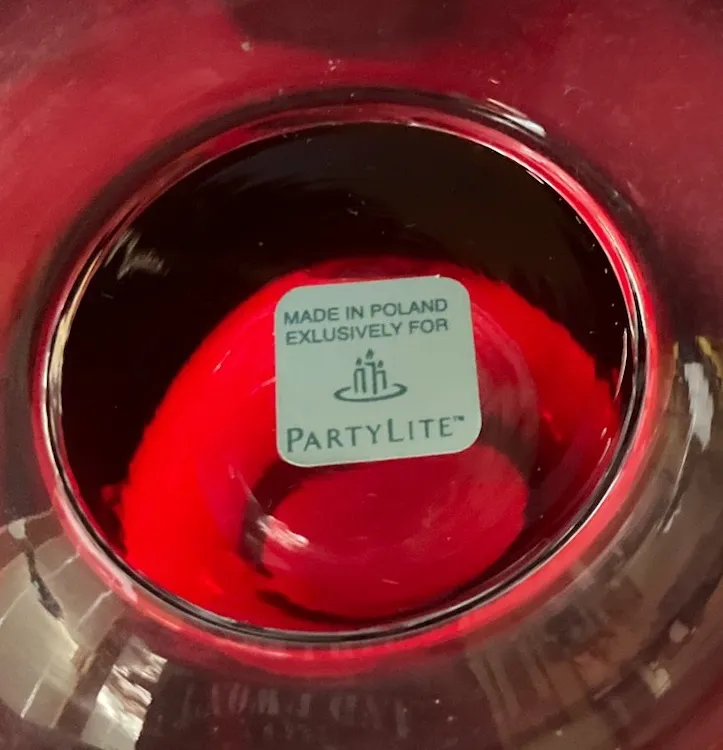 MADE IN POLAND
EXLUSIVELY FOR
PARTYLITE™